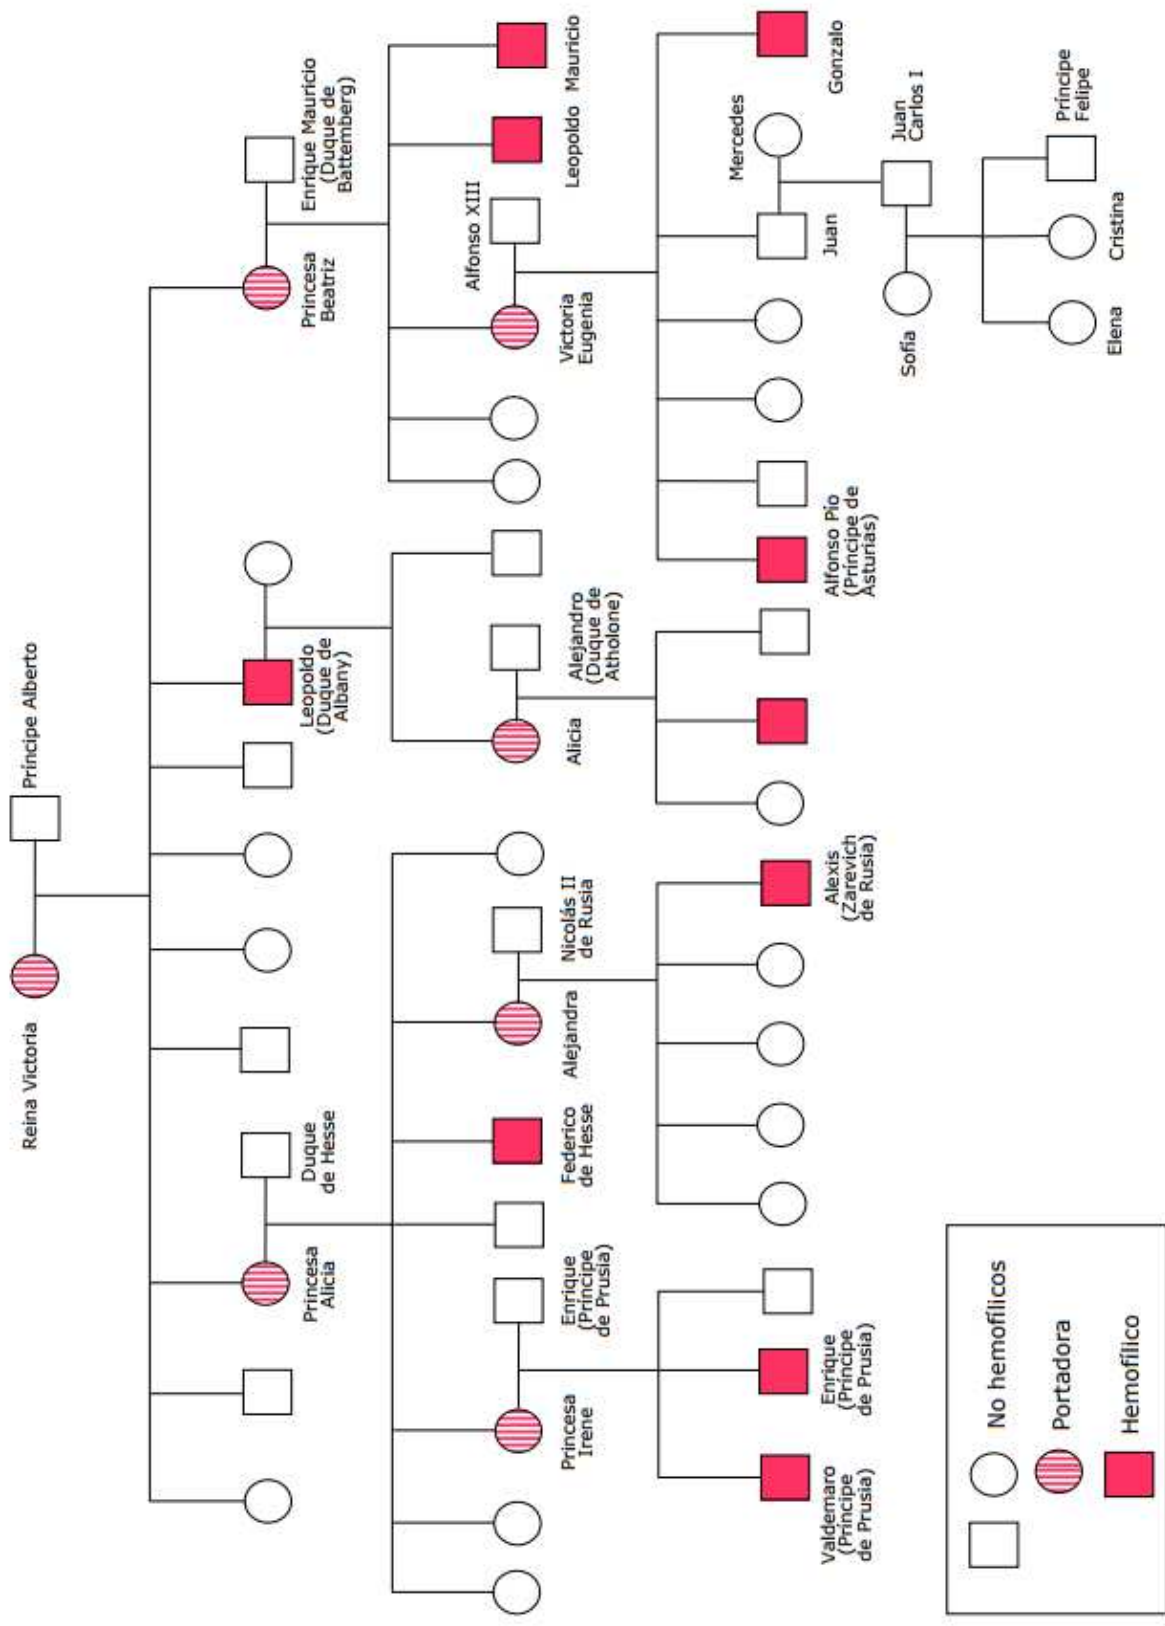 Reina Victoria
Príncipe Alberto
Princesa
Alicia
Duque
de Hesse
Leopoldo
(Duque de
Albany)
Princesa
Beatriz
Enrique Mauricio
(Duque de
Battemberg)
Princesa
Irene
Enrique
(Príncipe
de Prusia)
Federico
de Hesse
Alejandra
Nicolás II
de Rusia
Alicia
Alejandro
(Duque de
Atholone)
Victoria
Eugenia
Alfonso XIII
Leopoldo
Mauricio
Valdemaro
(Príncipe
de Prusia)
Enrique
(Príncipe
de Prusia)
Alexis
(Zarevich
de Rusia)
Alfonso Pío
(Príncipe de
Asturias)
Juan
Mercedes
Gonzalo
Sofía
Juan
Carlos I
Elena
Cristina
Príncipe
Felipe
No hemofílicos
Portadora
Hemofílico